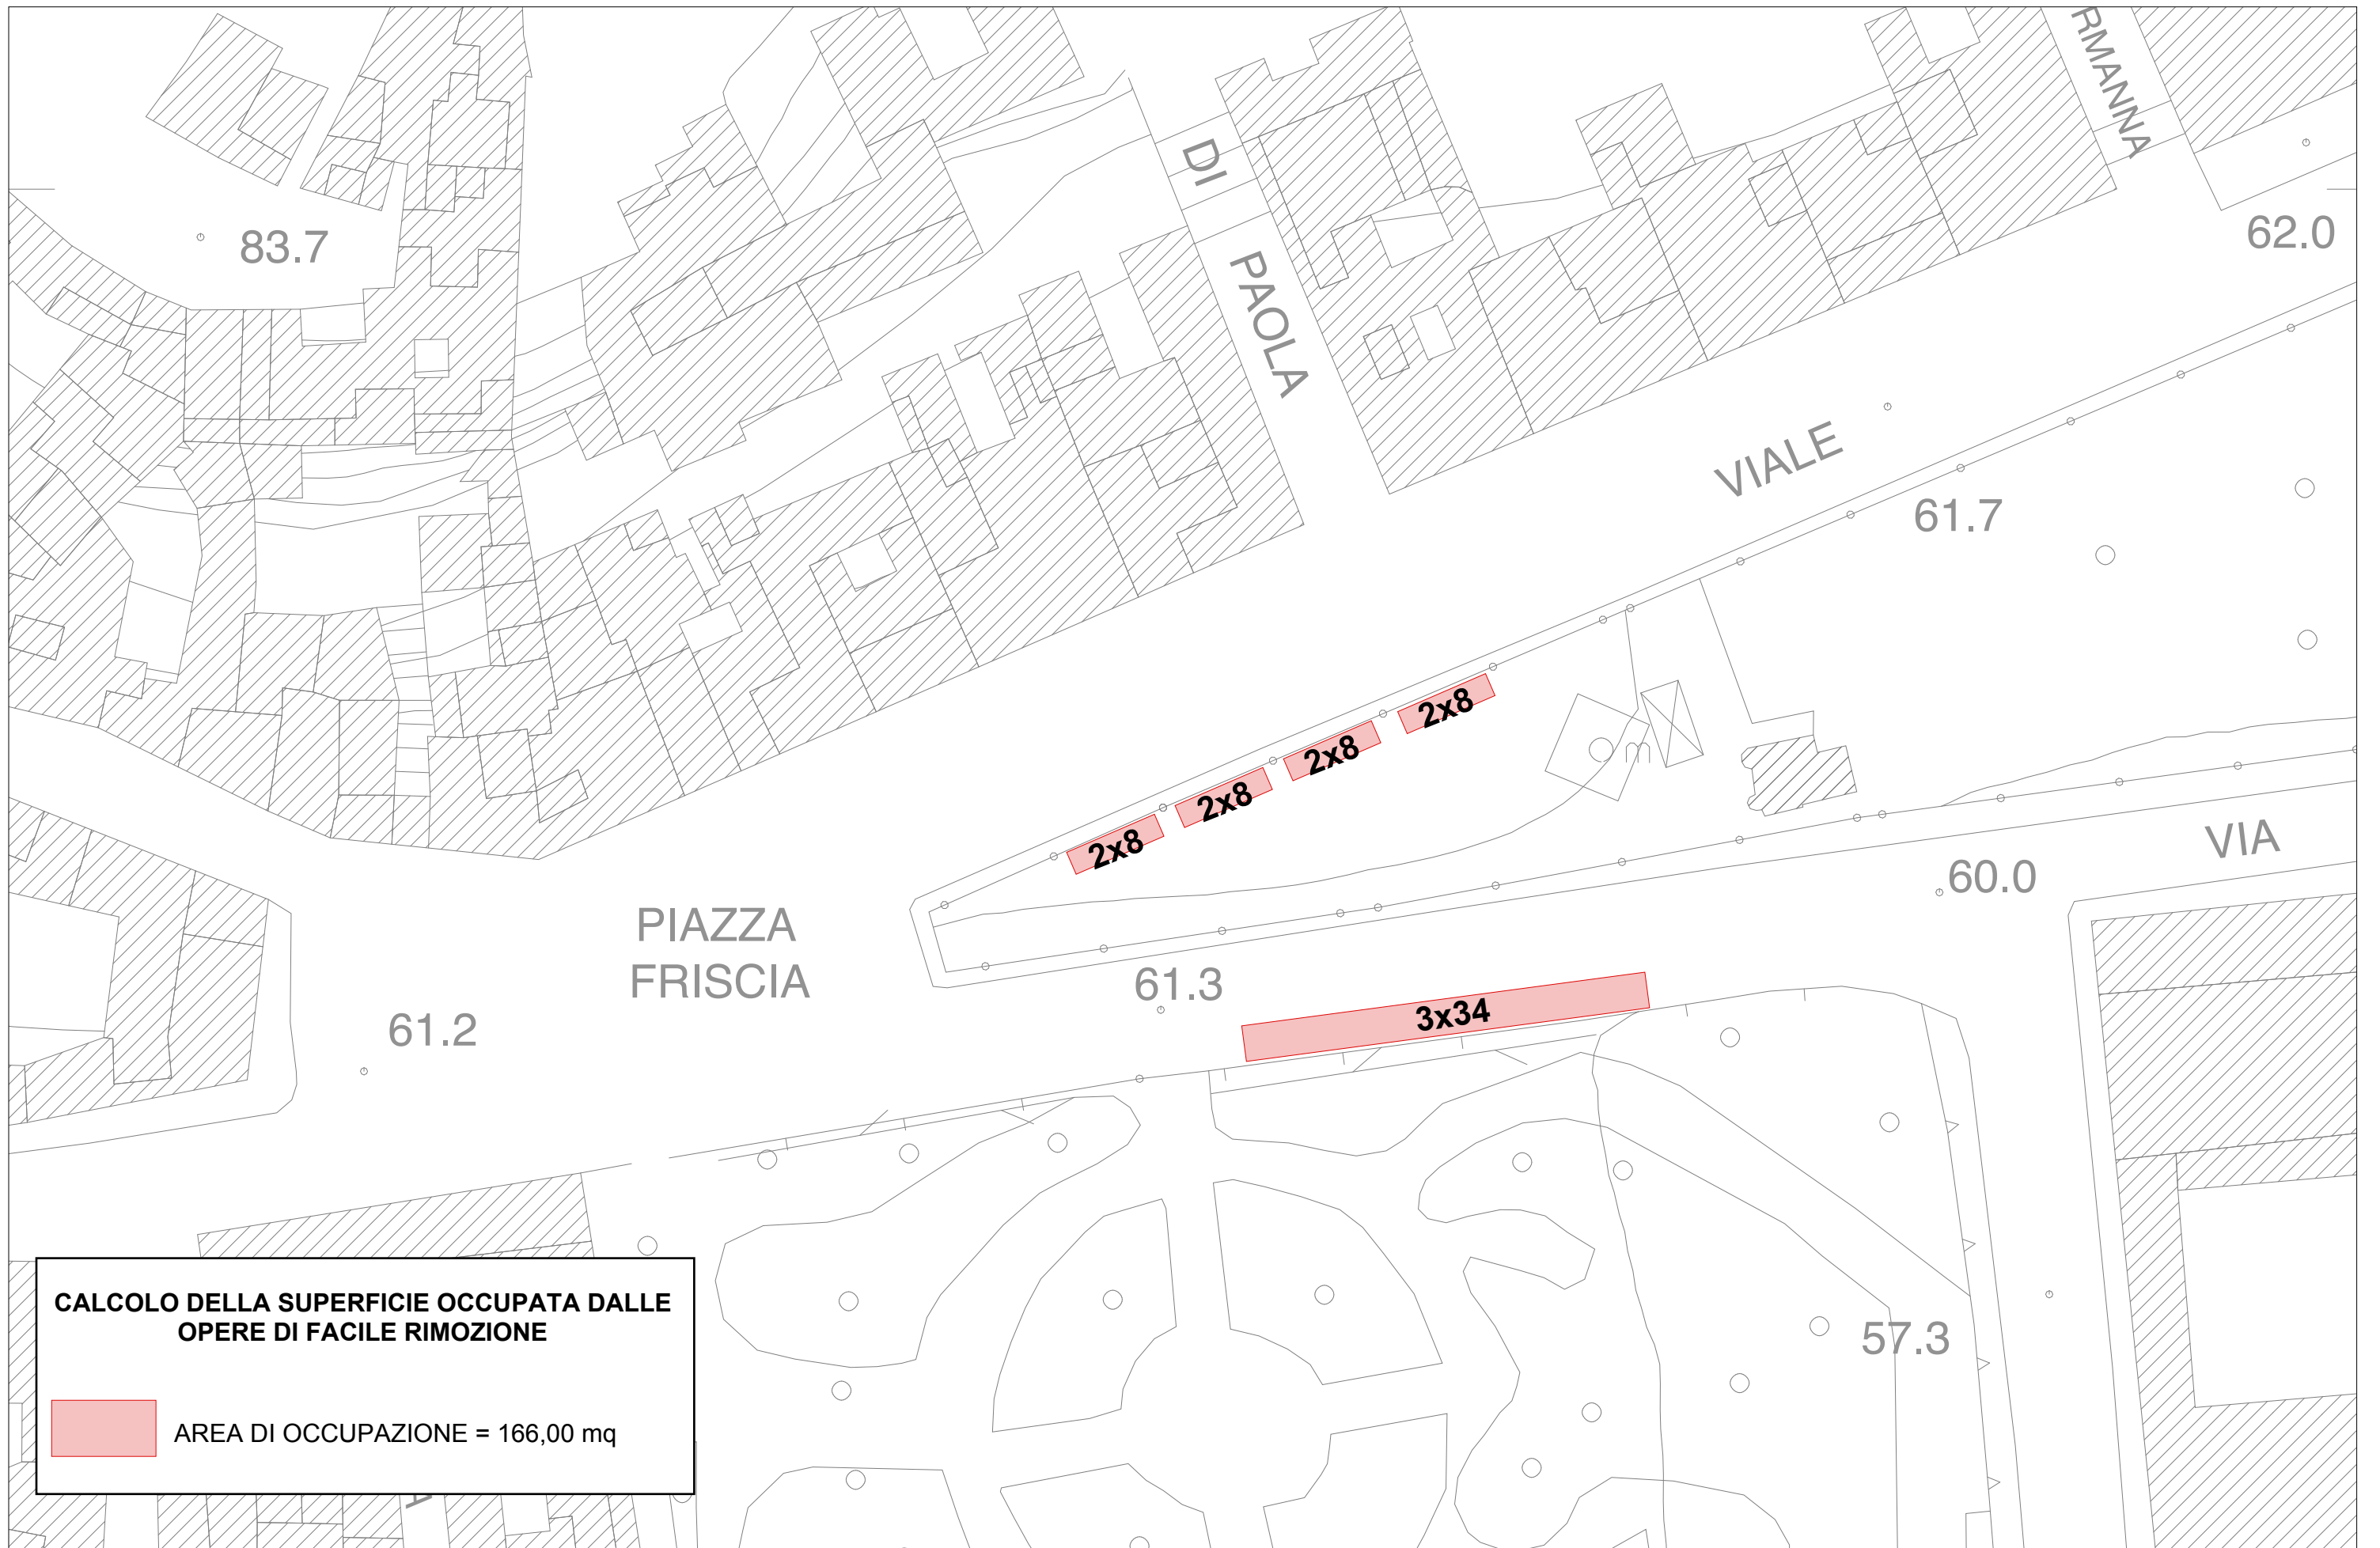 RMANNA
DI
83.7
62.0
PAOLA
VIALE
61.7
2x8
2x8
2x8
2x8
m
VIA
60.0
PIAZZA
FRISCIA
61.3
3x34
61.2
57.3
CALCOLO DELLA SUPERFICIE OCCUPATA DALLE
OPERE DI FACILE RIMOZIONE
AREA DI OCCUPAZIONE = 166,00 mq